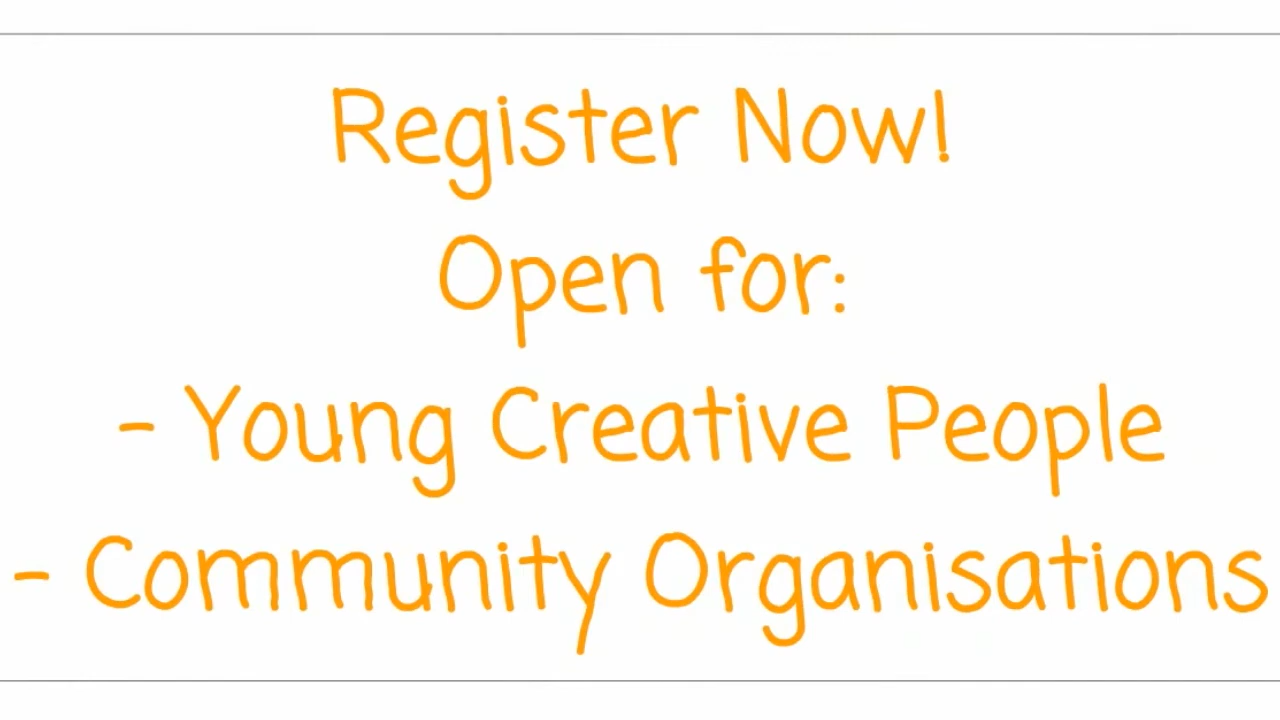 Register Now!
Open for:
- Young Creative People
- Community Organisations